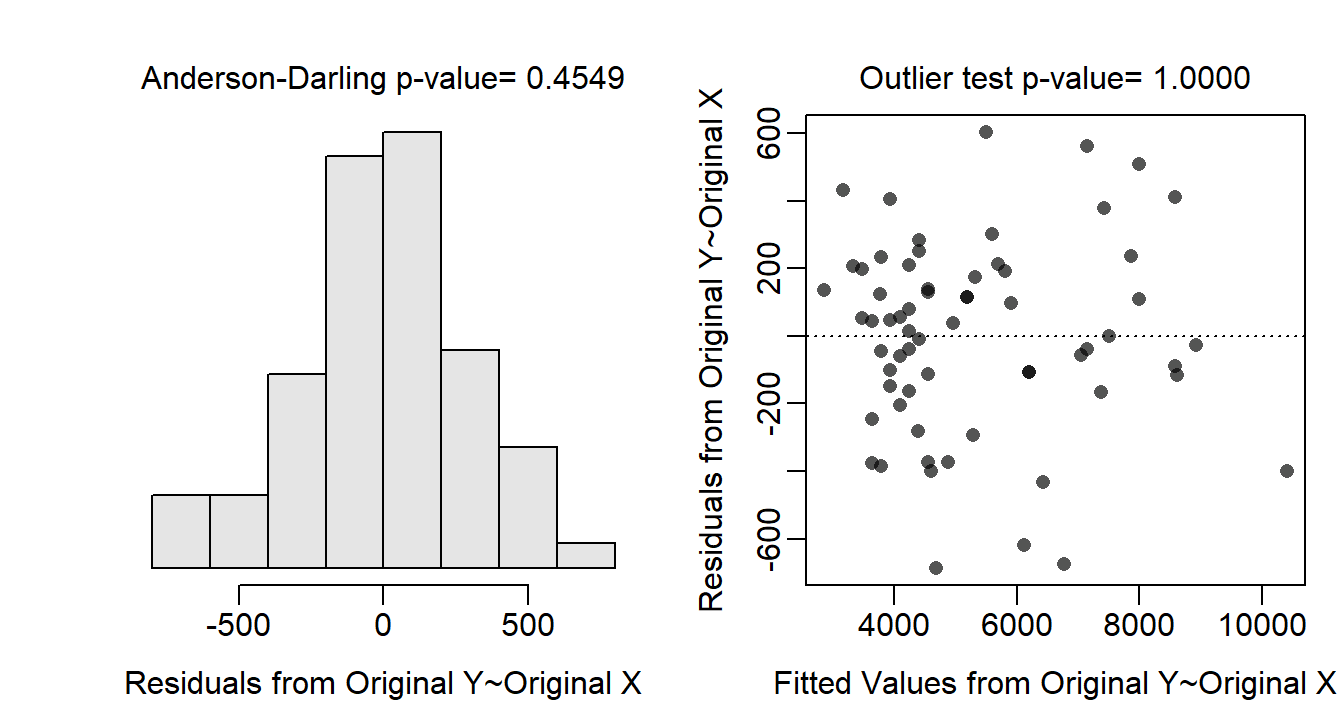 Anderson-Darling p-value= 0.4549
-500 0 500
Residuals from Original Y~Original X
Outlier test p-value= 1.0000
Residuals from Original Y~Original X
600
200
-200
-600
4000 6000 8000 10000
Fitted Values from Original Y~Original X